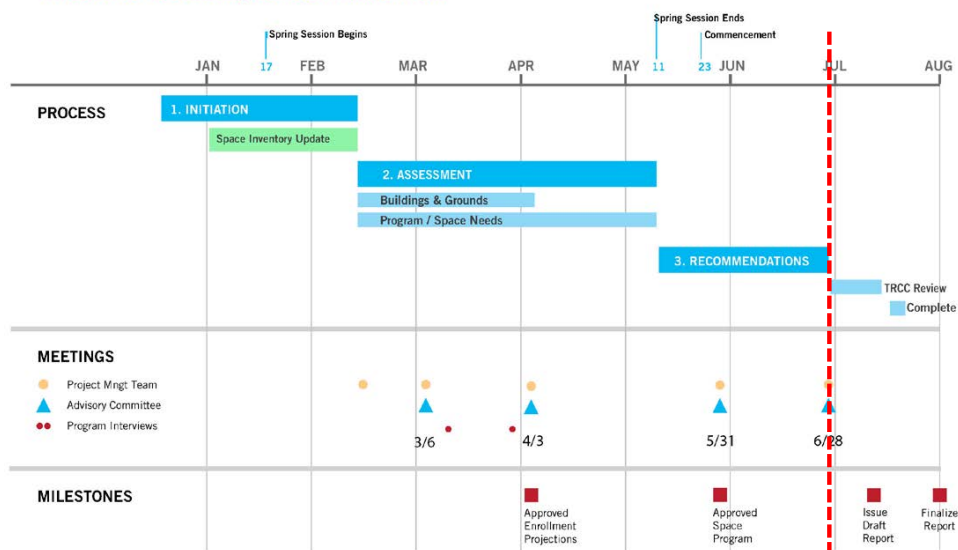 Spring Session Ends
Spring Session Begins
Commencement
JAN 17 FEB MAR APR MAY 11 23 JUN JUL AUG
PROCESS
1. INITIATION
Space Inventory Update
2. ASSESSMENT
Buildings & Grounds
Program / Space Needs
3. RECOMMENDATIONS
TRCC Review
Complete
MEETINGS
Project Mngt Team
Advisory Committee
Program Interviews
3/6 4/3 5/31 6/28
MILESTONES
Approved
Enrollment
Projections
Approved
Space
Program
Issue
Draft
Report
Finalize
Report